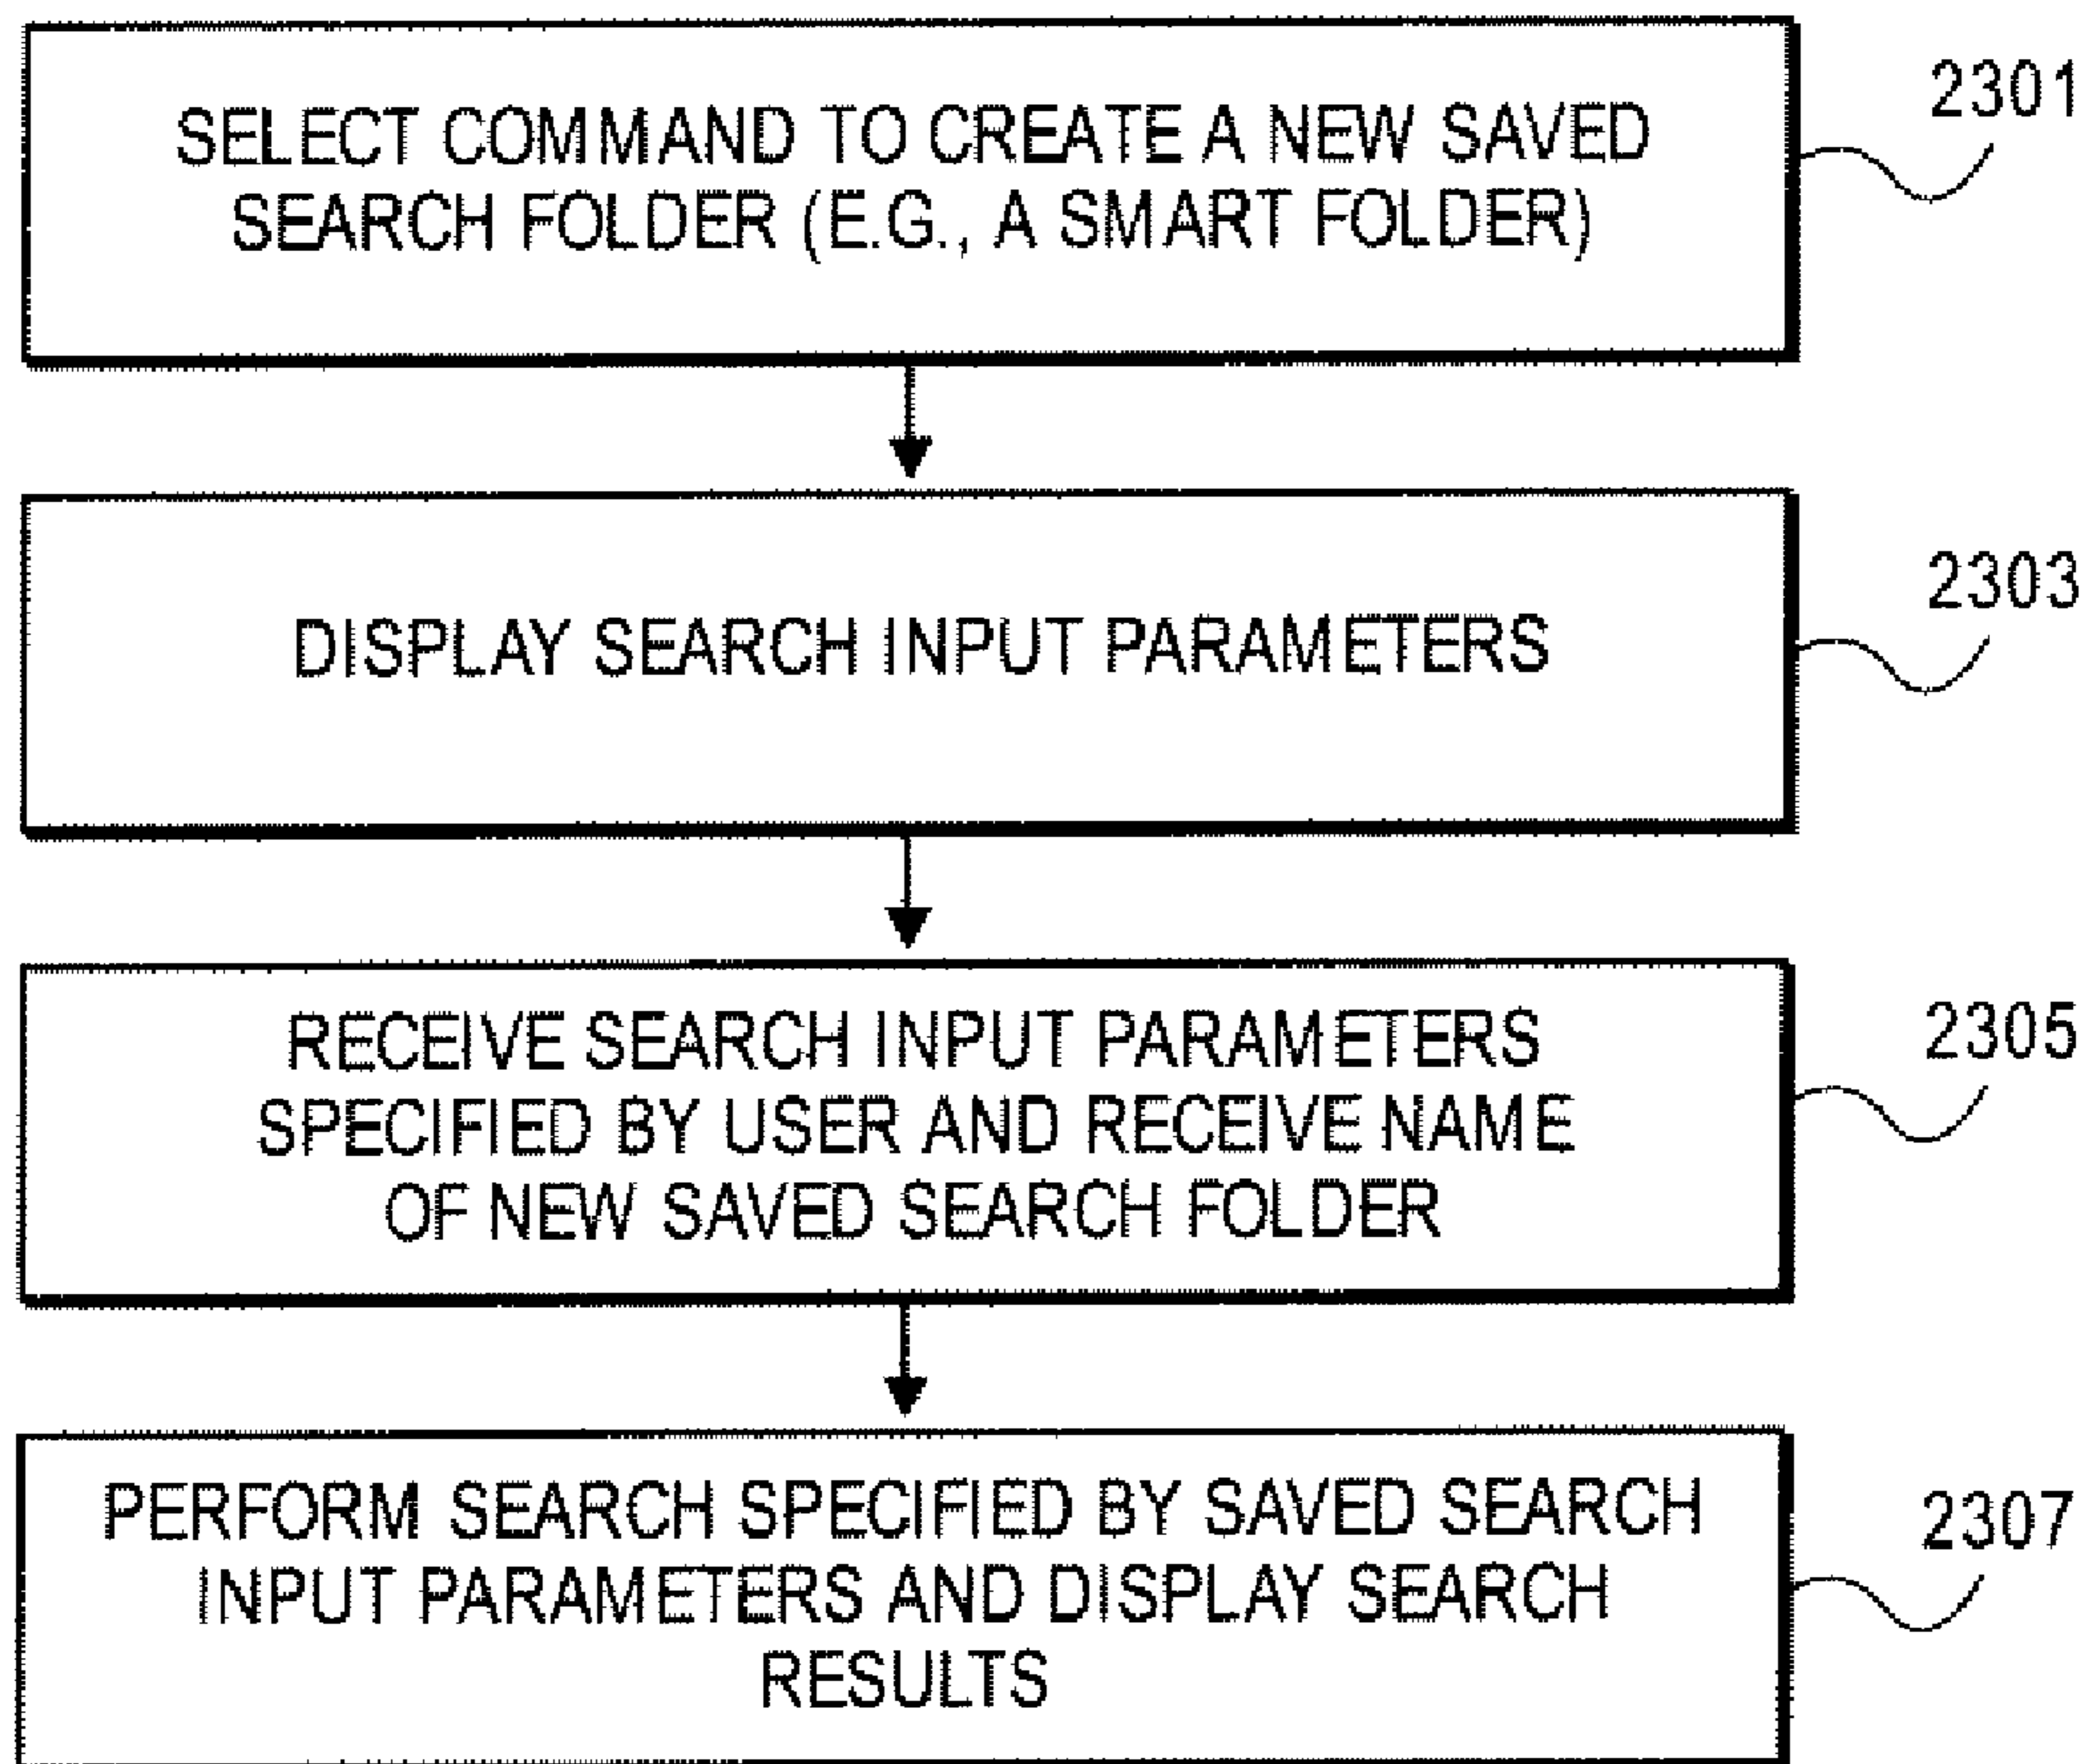 SELECT COMMAND TO CREATE A NEW SAVED
SEARCH FOLDER (E.G., A SMART FOLDER)
2301
DISPLAY SEARCH INPUT PARAMETERS
2303
RECEIVE SEARCH INPUT PARAMETERS
SPECIFIED BY USER AND RECEIVE NAME
OF NEW SAVED SEARCH FOLDER
2305
PERFORM SEARCH SPECIFIED BY SAVED SEARCH
INPUT PARAMETERS AND DISPLAY SEARCH
RESULTS
2307